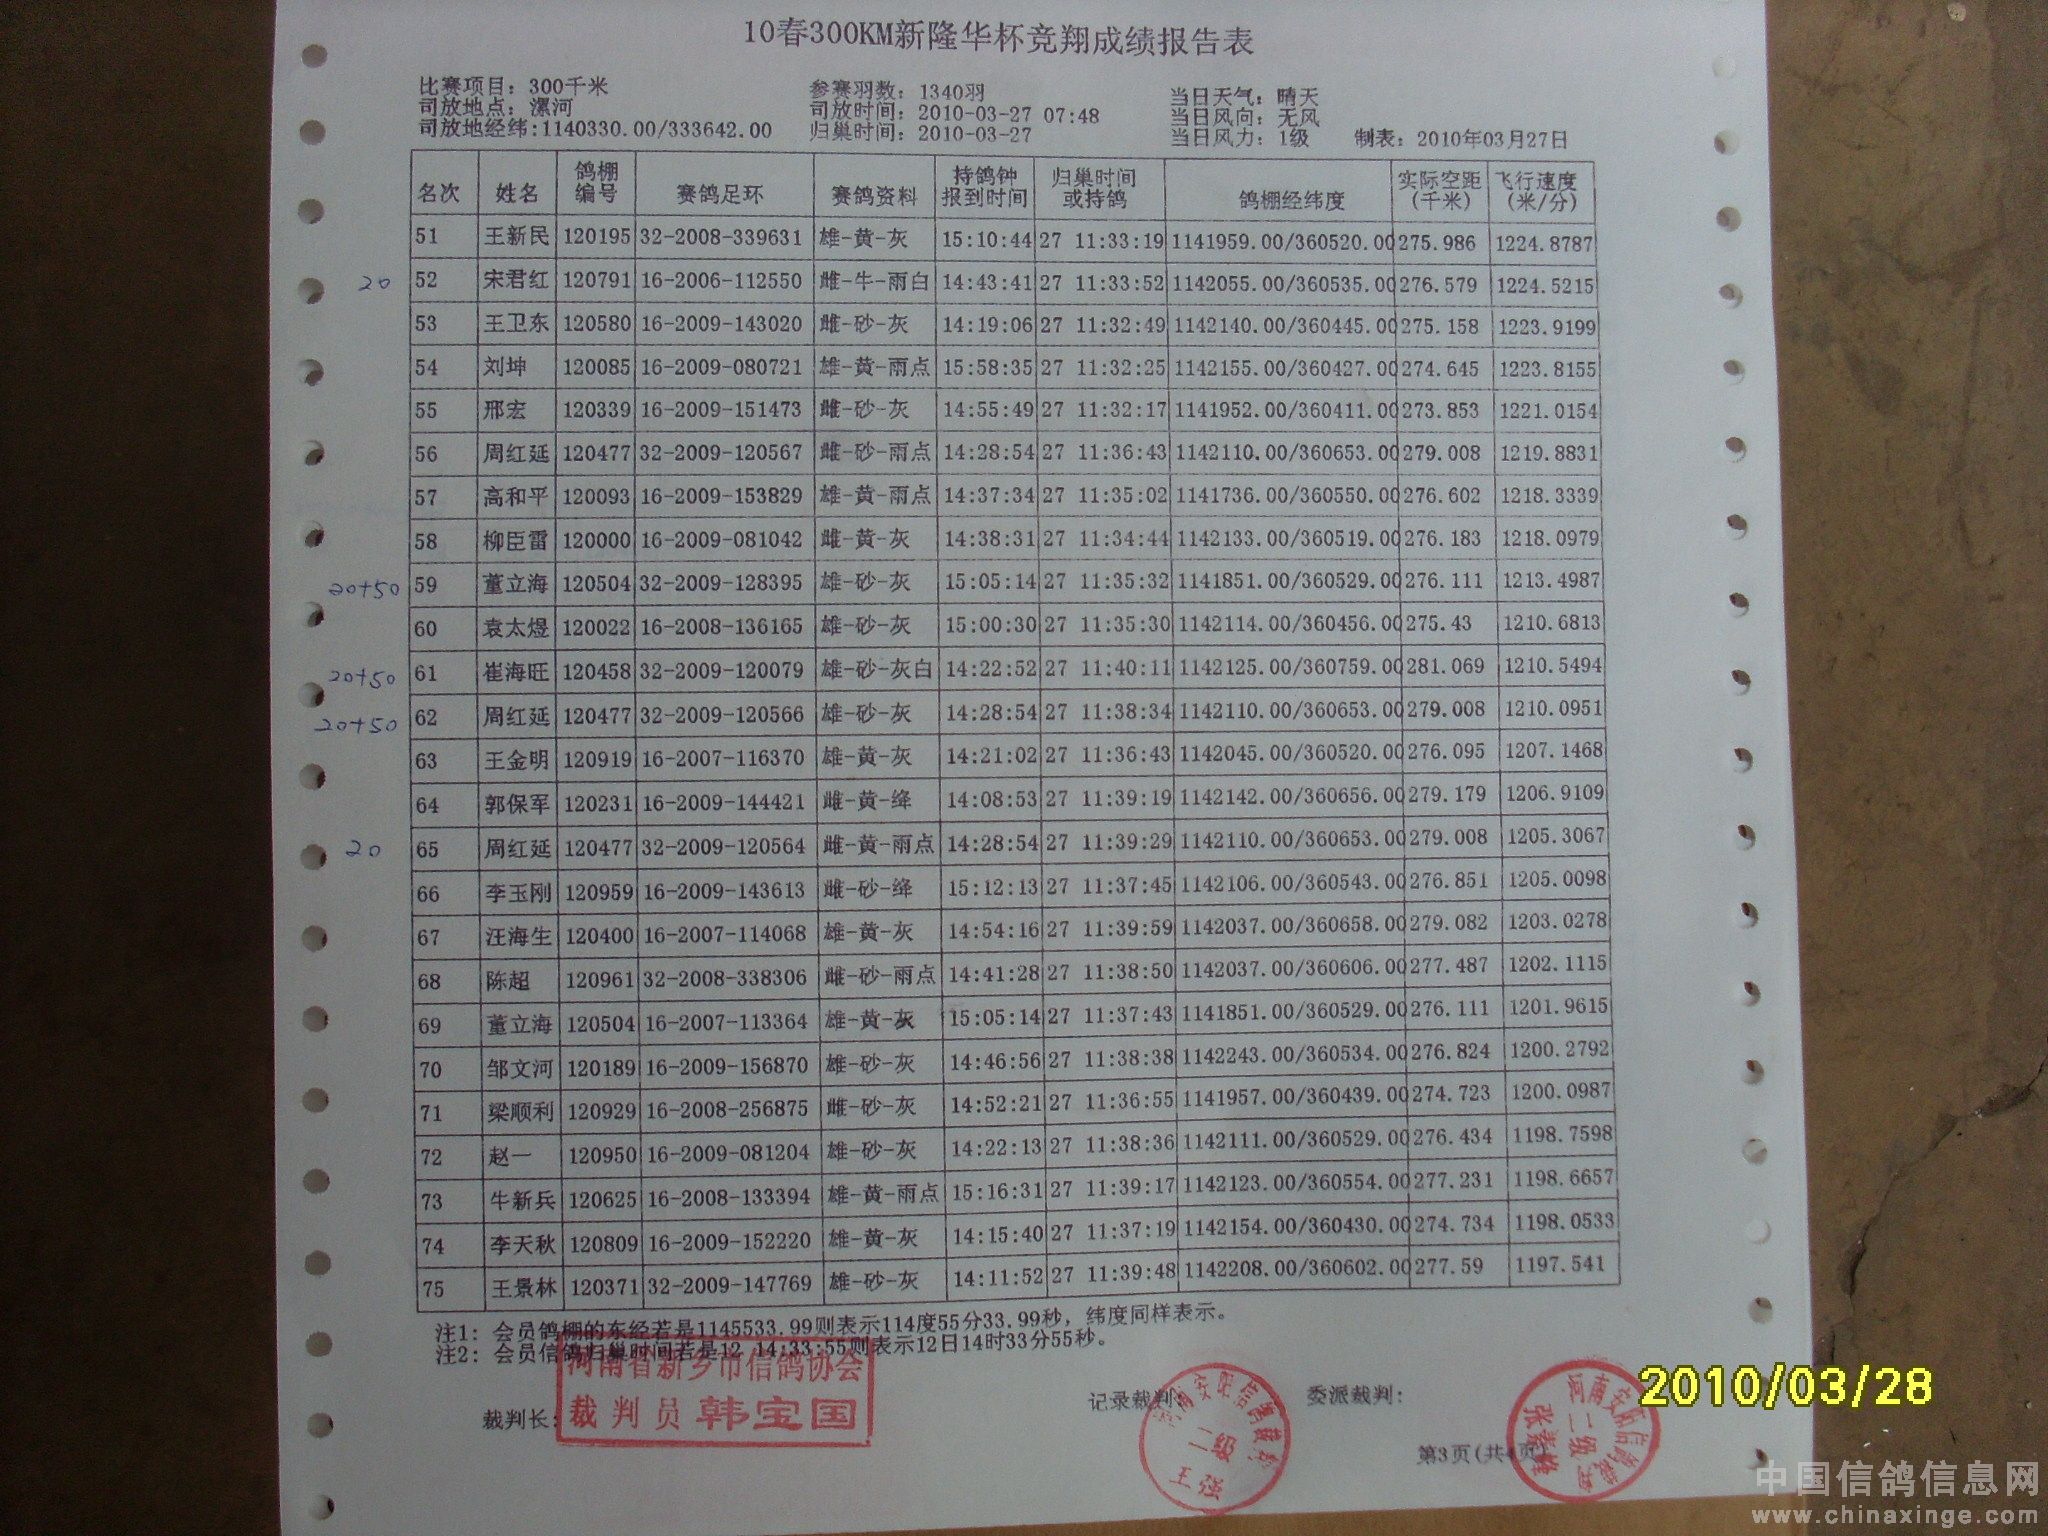 10春300KM新隆华杯竞翔成绩报告表
比赛项目: 300千米 参赛羽数: 1340羽 当日天气: 晴天
司放地点: 漯河 司放时间: 2010-03-27 07:48 当日风向: 无风
司放地经纬:1140330.00/333642.00 归巢时间: 2010-03-27 当日风力: 1级 制表: 2010年03月27日
名次 姓名 鸽棚编号 赛鸽足环 赛鸽资料 持鸽钟报到时间 归巢时间或持鸽 鸽棚经纬度 实际空距(千米) 飞行速度(米/分)
51 王新民 120195 32-2008-339631 雄-黄-灰 15:10:44 27 11:33:19 1141959.00/360520.00 275.986 1224.8787
20 52 宋君红 120791 16-2006-112550 雌-牛-雨白 14:43:41 27 11:33:52 1142055.00/360535.00 276.579 1224.5215
53 王卫东 120580 16-2009-143020 雌-砂-灰 14:19:06 27 11:32:49 1142140.00/360445.00 275.158 1223.9199
54 刘坤 120085 16-2009-080721 雄-黄-雨点 15:58:35 27 11:32:25 1142155.00/360427.00 274.645 1223.8155
55 邢宏 120339 16-2009-151473 雌-砂-灰 14:55:49 27 11:32:17 1141952.00/360411.00 273.853 1221.0154
56 周红延 120477 32-2009-120567 雌-砂-雨点 14:28:54 27 11:36:43 1142110.00/360653.00 279.008 1219.8831
57 高和平 120093 16-2009-153829 雄-黄-雨点 14:37:34 27 11:35:02 1141736.00/360550.00 276.602 1218.3339
58 柳臣雷 120000 16-2009-081042 雌-黄-灰 14:38:31 27 11:34:44 1142133.00/360519.00 276.183 1218.0979
20+50 59 董立海 120504 32-2009-128395 雄-砂-灰 15:05:14 27 11:35:32 1141851.00/360529.00 276.111 1213.4987
60 袁太煜 120022 16-2008-136165 雄-砂-灰 15:00:30 27 11:35:30 1142114.00/360456.00 275.43 1210.6813
20+50 61 崔海旺 120458 32-2009-120079 雄-砂-灰白 14:22:52 27 11:40:11 1142125.00/360759.00 281.069 1210.5494
20+50 62 周红延 120477 32-2009-120566 雄-砂-灰 14:28:54 27 11:38:34 1142110.00/360653.00 279.008 1210.0951
63 王金明 120919 16-2007-116370 雄-黄-灰 14:21:02 27 11:36:43 1142045.00/360520.00 276.095 1207.1468
64 郭保军 120231 16-2009-144421 雌-黄-绛 14:08:53 27 11:39:19 1142142.00/360656.00 279.179 1206.9109
20 65 周红延 120477 32-2009-120564 雌-黄-雨点 14:28:54 27 11:39:29 1142110.00/360653.00 279.008 1205.3067
66 李玉刚 120959 16-2009-143613 雌-砂-绛 15:12:13 27 11:37:45 1142106.00/360543.00 276.851 1205.0098
67 汪海生 120400 16-2007-114068 雄-黄-灰 14:54:16 27 11:39:59 1142037.00/360658.00 279.082 1203.0278
68 陈超 120961 32-2008-338306 雌-砂-雨点 14:41:28 27 11:38:50 1142037.00/360606.00 277.487 1202.1115
69 董立海 120504 16-2007-113364 雄-黄-灰 15:05:14 27 11:37:43 1141851.00/360529.00 276.111 1201.9615
70 邹文河 120189 16-2009-156870 雄-砂-灰 14:46:56 27 11:38:38 1142243.00/360534.00 276.824 1200.2792
71 梁顺利 120929 16-2008-256875 雌-砂-灰 14:52:21 27 11:36:55 1141957.00/360439.00 274.723 1200.0987
72 赵一 120950 16-2009-081204 雄-砂-灰 14:22:13 27 11:38:36 1142111.00/360529.00 276.434 1198.7598
73 牛新兵 120625 16-2008-133394 雄-黄-雨点 15:16:31 27 11:39:17 1142123.00/360554.00 277.231 1198.6657
74 李天秋 120809 16-2009-152220 雄-黄-灰 14:15:40 27 11:37:19 1142154.00/360430.00 274.734 1198.0533
75 王景林 120371 32-2009-147769 雄-砂-灰 14:11:52 27 11:39:48 1142208.00/360602.00 277.59 1197.541
注1: 会员鸽棚的东经若是1145533.99则表示114度55分33.99秒, 纬度同样表示。
注2: 会员信鸽归巢时间若是12 14:33:55则表示12日14时33分55秒。
河南省新乡市信鸽协会
裁判长: 裁判员韩宝国 记录裁判: 委派裁判:
二级
王强
二级
第3页(共4页)
2010/03/28
中国信鸽信息网
www.chinaxinge.com